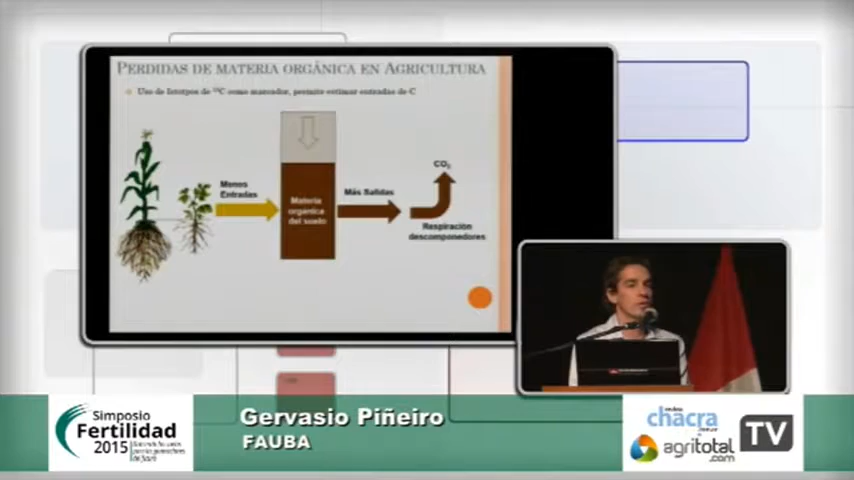 PERDIDAS DE MATERIA ORGÁNICA EN AGRICULTURA
Uso de Isotopos de ¹³C como marcador, permite estimar entradas de C
Menos
Entradas
Materia
orgánica
del suelo
Más Salidas
CO₂
Respiración
descomponedores
Simposio
Fertilidad
2015
Gervasio Piñeiro
FAUBA
chacra
agritotal
.com
TV